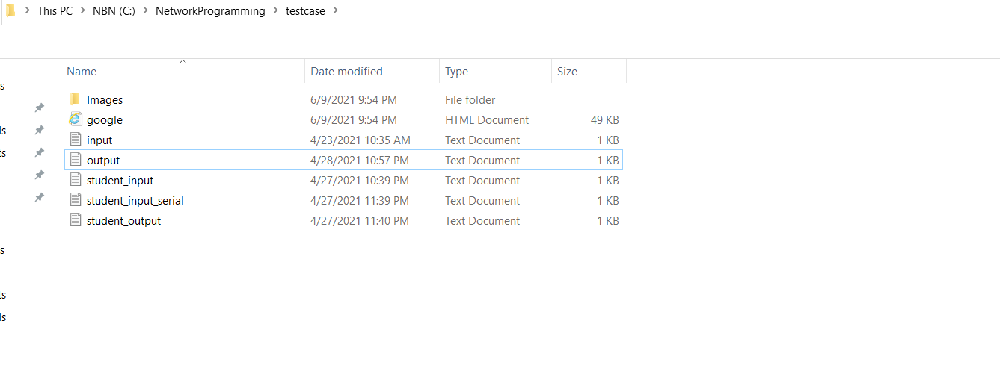 This PC > NBN (C:) > NetworkProgramming > testcase >
Name Date modified Type Size
Images 6/9/2021 9:54 PM File folder
google 6/9/2021 9:54 PM HTML Document 49 KB
input 4/23/2021 10:35 AM Text Document 1 KB
output 4/28/2021 10:57 PM Text Document 1 KB
student_input 4/27/2021 10:39 PM Text Document 1 KB
student_input_serial 4/27/2021 11:39 PM Text Document 1 KB
student_output 4/27/2021 11:40 PM Text Document 1 KB